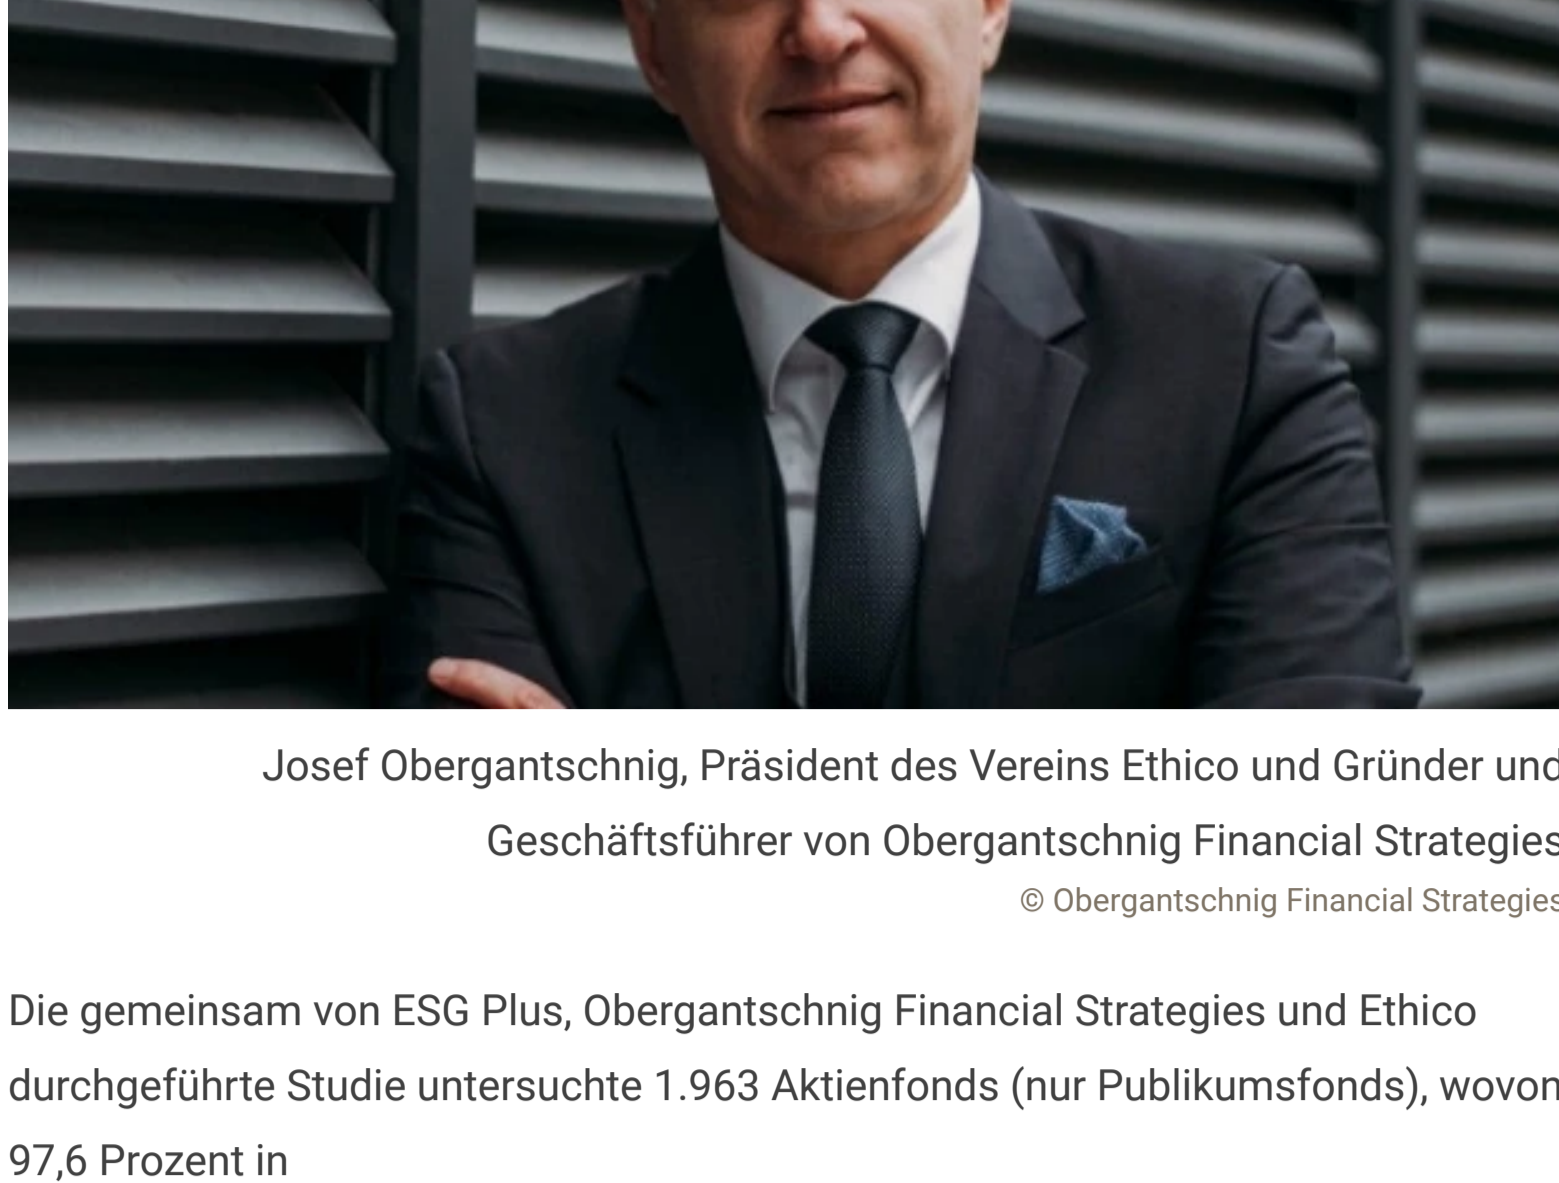 Josef Obergantschnig, Präsident des Vereins Ethico und Gründer und
Geschäftsführer von Obergantschnig Financial Strategies
© Obergantschnig Financial Strategies
Die gemeinsam von ESG Plus, Obergantschnig Financial Strategies und Ethico
durchgeführte Studie untersuchte 1.963 Aktienfonds (nur Publikumsfonds), wovon
97,6 Prozent in